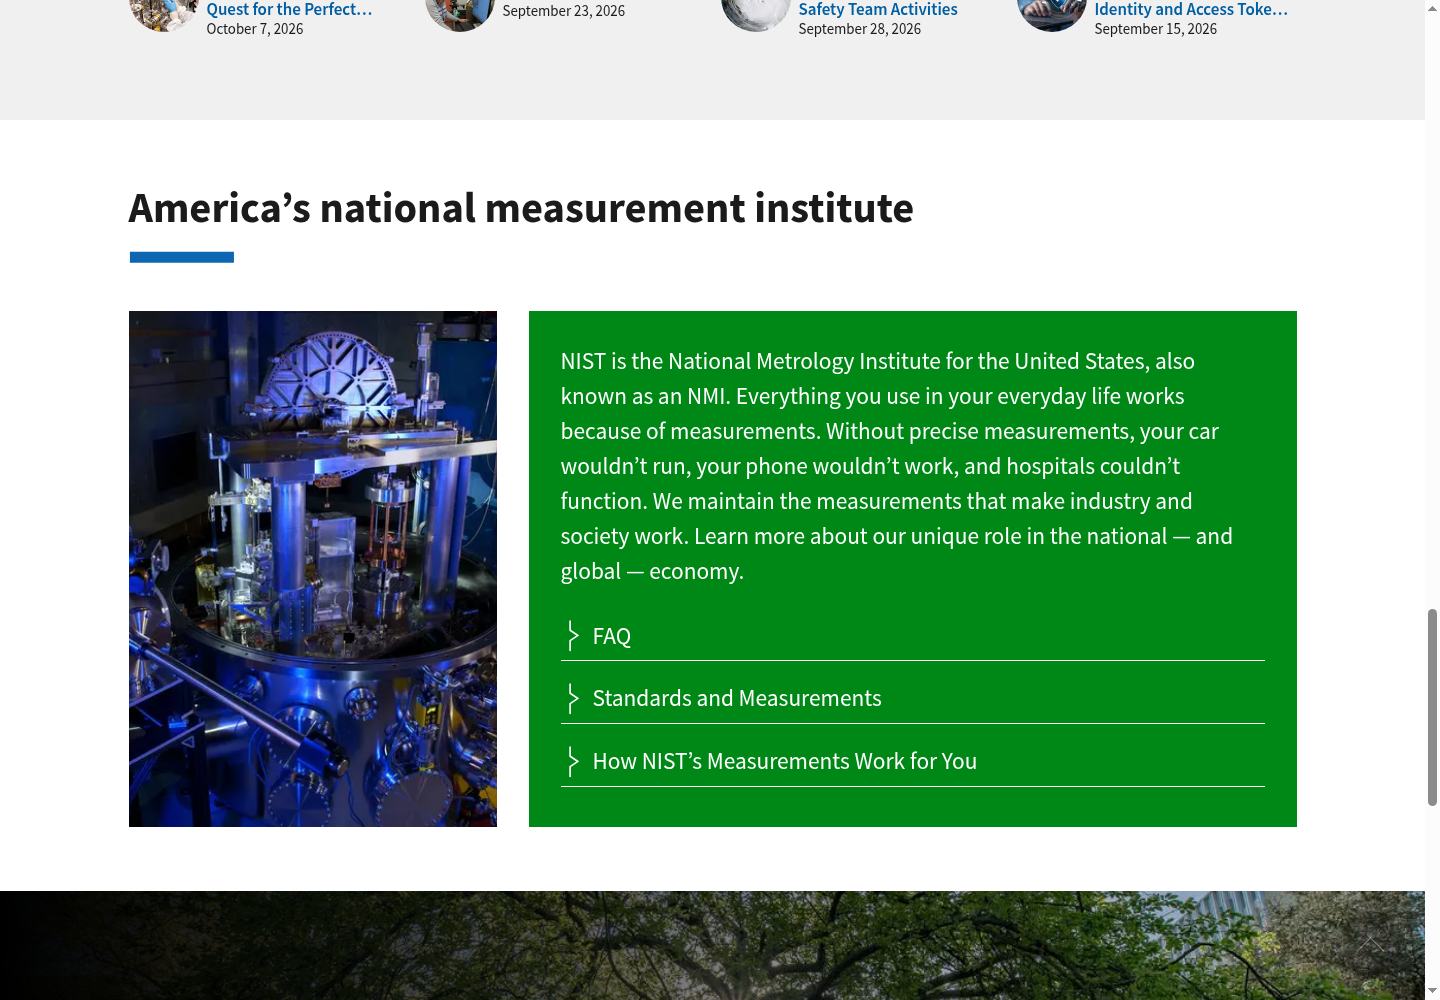 Quest for the Perfect…
October 7, 2026
September 23, 2026
Safety Team Activities
September 28, 2026
Identity and Access Toke…
September 15, 2026
America’s national measurement institute
NIST is the National Metrology Institute for the United States, also
known as an NMI. Everything you use in your everyday life works
because of measurements. Without precise measurements, your car
wouldn’t run, your phone wouldn’t work, and hospitals couldn’t
function. We maintain the measurements that make industry and
society work. Learn more about our unique role in the national — and
global — economy.
FAQ
Standards and Measurements
How NIST’s Measurements Work for You